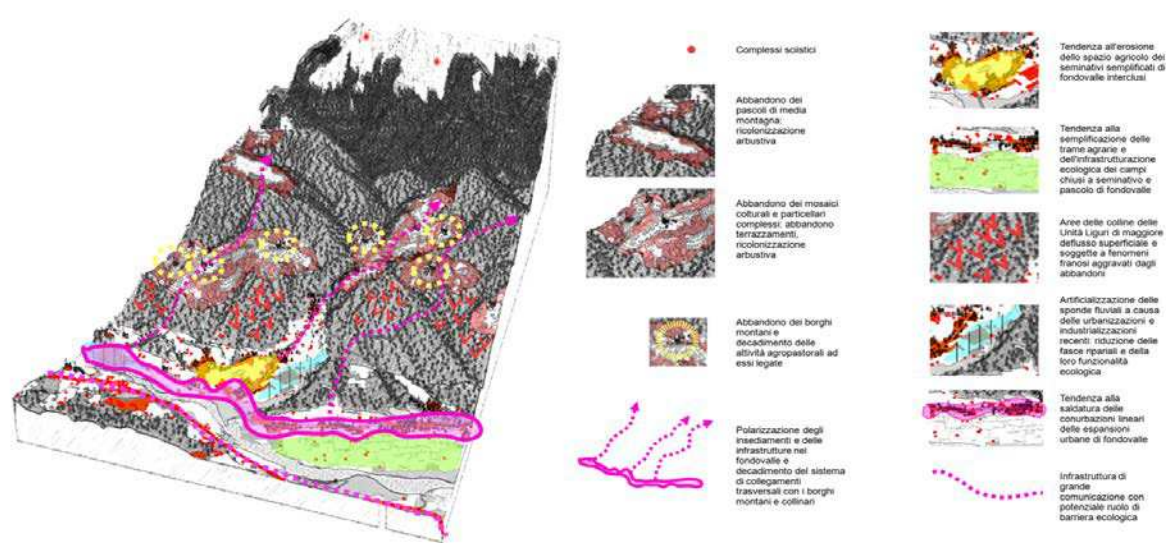 Complessi sciistici
Abbandono dei
pascoli di media
montagna:
ricolonizzazione
arbustiva
Abbandono dei mosaici
colturali e particellari
complessi: abbandono
terrazzamenti,
ricolonizzazione
arbustiva
Abbandono dei borghi
montani e
decadimento delle
attività agropastorali ad
essi legate
Polarizzazione degli
insediamenti e delle
infrastrutture nel
fondovalle e
decadimento del sistema
di collegamenti
trasversali con i borghi
montani e collinari
Tendenza all'erosione
dello spazio agricolo dei
seminativi semplificati di
fondovalle interclusi
Tendenza alla
semplificazione delle
trame agrarie e
dell'infrastrutturazione
ecologica dei campi
chiusi a seminativo e
pascolo di fondovalle
Aree delle colline delle
Unità Liguri di maggiore
deflusso superficiale e
soggette a fenomeni
franosi aggravati dagli
abbandoni
Artificializzazione delle
sponde fluviali a causa
delle urbanizzazioni e
industrializzazioni
recenti: riduzione delle
fasce ripariali e della
loro funzionalità
ecologica
Tendenza alla
saldatura delle
conurbazioni lineari
delle espansioni
urbane di fondovalle
Infrastruttura di
grande
comunicazione con
potenziale ruolo di
barriera ecologica